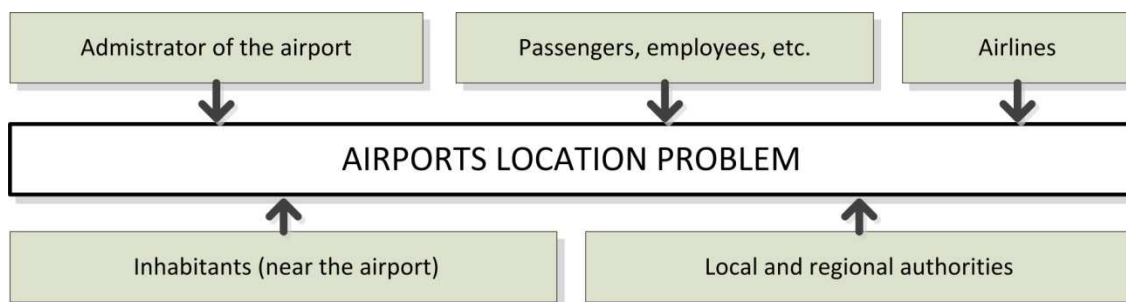 Admistrator of the airport
Passengers, employees, etc.
Airlines
AIRPORTS LOCATION PROBLEM
Inhabitants (near the airport)
Local and regional authorities